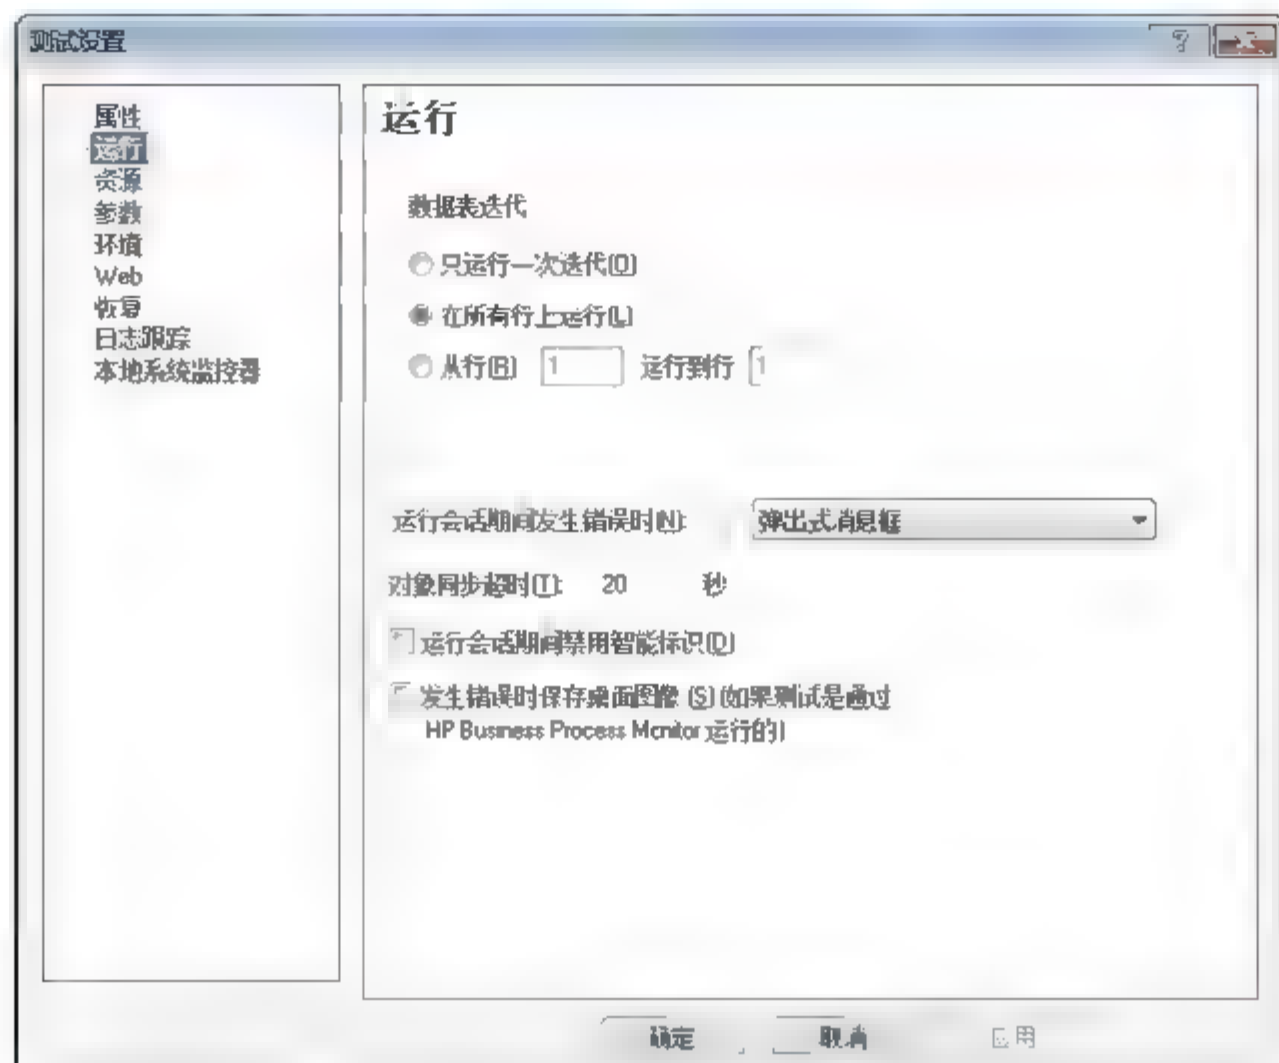 测试设置
属性
运行
资源
参数
环境
Web
恢复
日志跟踪
本地系统监控器
运行
数据表迭代
只运行一次迭代(O)
在所有行上运行(L)
从行(R) 1 运行到行 1
运行会话期间发生错误时(N): 弹出式消息框
对象同步超时(T): 20 秒
运行会话期间禁用智能标识(D)
发生错误时保存桌面图像 (S) (如果测试是通过
HP Business Process Monitor 运行的)
确定 取消 应用